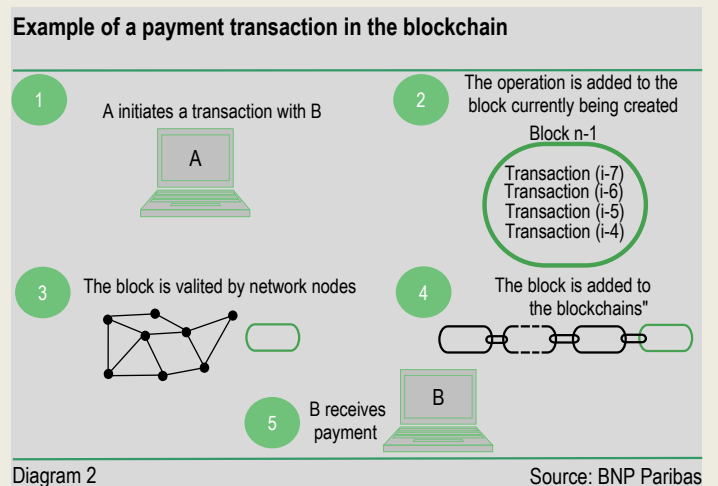 Example of a payment transaction in the blockchain
1
A initiates a transaction with B
A
2
The operation is added to the
block currently being created
Block n-1
Transaction (i-7)
Transaction (i-6)
Transaction (i-5)
Transaction (i-4)
3
The block is valited by network nodes
4
The block is added to
the blockchains"
5
B receives
payment
B
Diagram 2
Source: BNP Paribas